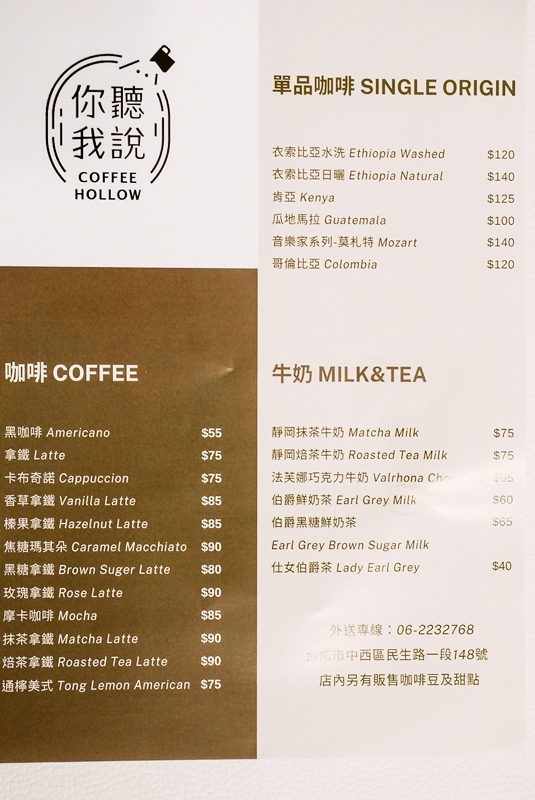 你聽
我說
COFFEE
HOLLOW
咖啡 COFFEE
黑咖啡 Americano $55
拿鐵 Latte $75
卡布奇諾 Cappuccion $75
香草拿鐵 Vanilla Latte $85
榛果拿鐵 Hazelnut Latte $85
焦糖瑪其朵 Caramel Macchiato $90
黑糖拿鐵 Brown Suger Latte $80
玫瑰拿鐵 Rose Latte $90
摩卡咖啡 Mocha $85
抹茶拿鐵 Matcha Latte $90
焙茶拿鐵 Roasted Tea Latte $90
通檸美式 Tong Lemon American $75
單品咖啡 SINGLE ORIGIN
衣索比亞水洗 Ethiopia Washed $120
衣索比亞日曬 Ethiopia Natural $140
肯亞 Kenya $125
瓜地馬拉 Guatemala $100
音樂家系列-莫札特 Mozart $140
哥倫比亞 Colombia $120
牛奶 MILK&TEA
靜岡抹茶牛奶 Matcha Milk $75
靜岡焙茶牛奶 Roasted Tea Milk $75
法芙娜巧克力牛奶 Valrhona
伯爵鮮奶茶 Earl Grey Milk $60
伯爵黑糖鮮奶茶 $65
Earl Grey Brown Sugar Milk
仕女伯爵茶 Lady Earl Grey $40
外送專線：06-2232768
台南市中西區民生路一段148號
店內另有販售咖啡豆及甜點